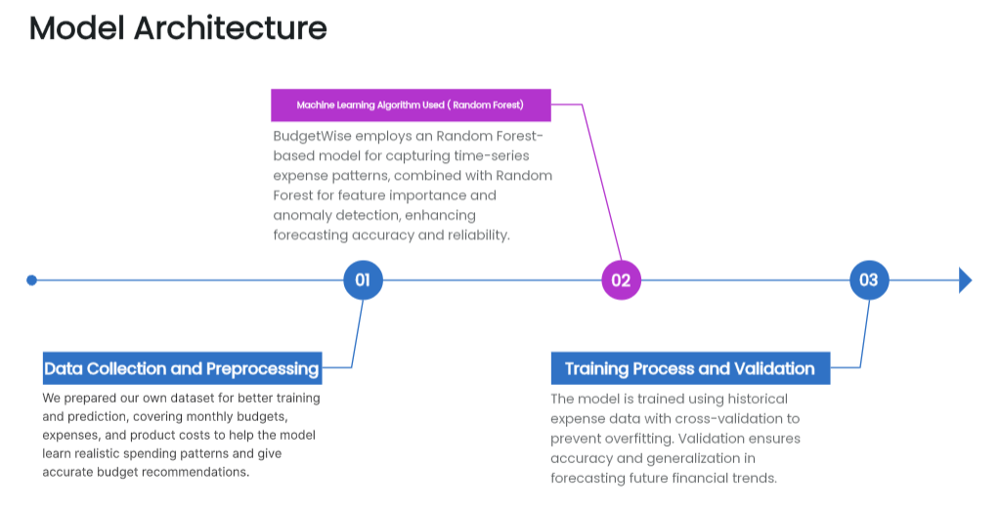 Model Architecture
Machine Learning Algorithm Used ( Random Forest)
BudgetWise employs an Random Forest-
based model for capturing time-series
expense patterns, combined with Random
Forest for feature importance and
anomaly detection, enhancing
forecasting accuracy and reliability.
01
02
03
Data Collection and Preprocessing
We prepared our own dataset for better training
and prediction, covering monthly budgets,
expenses, and product costs to help the model
learn realistic spending patterns and give
accurate budget recommendations.
Training Process and Validation
The model is trained using historical
expense data with cross-validation to
prevent overfitting. Validation ensures
accuracy and generalization in
forecasting future financial trends.